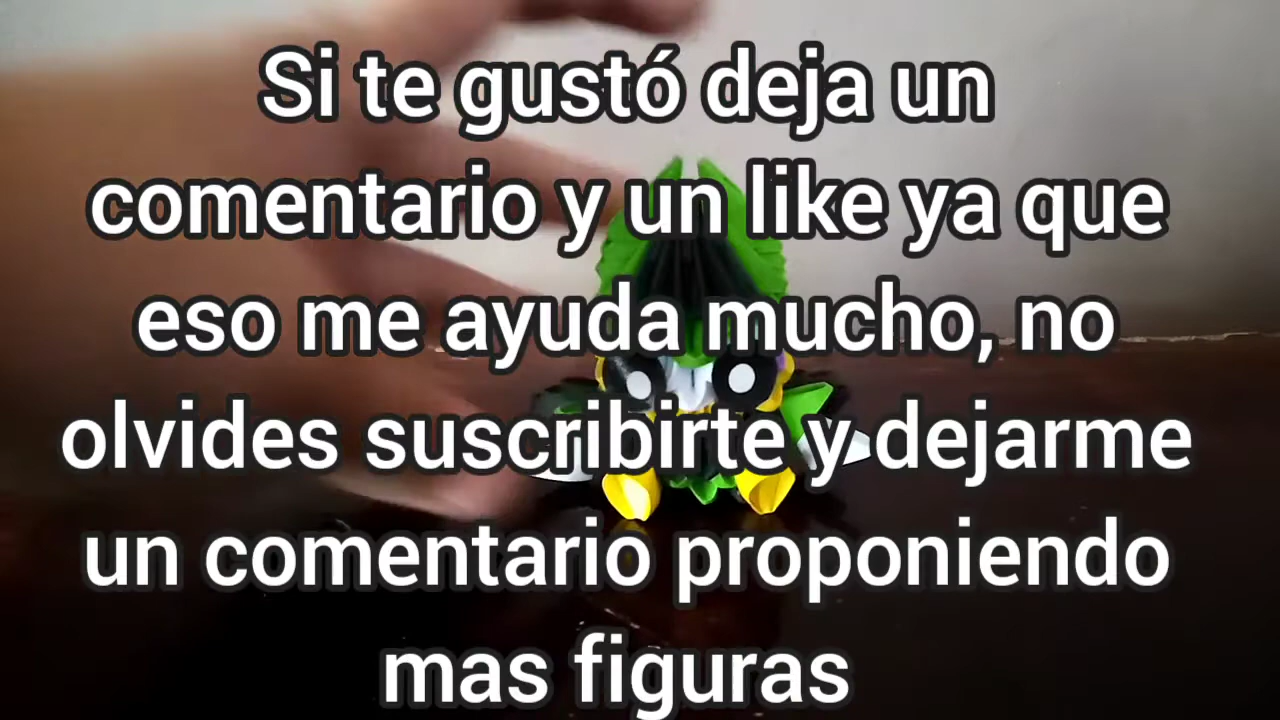 Si te gustó deja un
comentario y un like ya que
eso me ayuda mucho, no
olvides suscribirte y dejarme
un comentario proponiendo
mas figuras